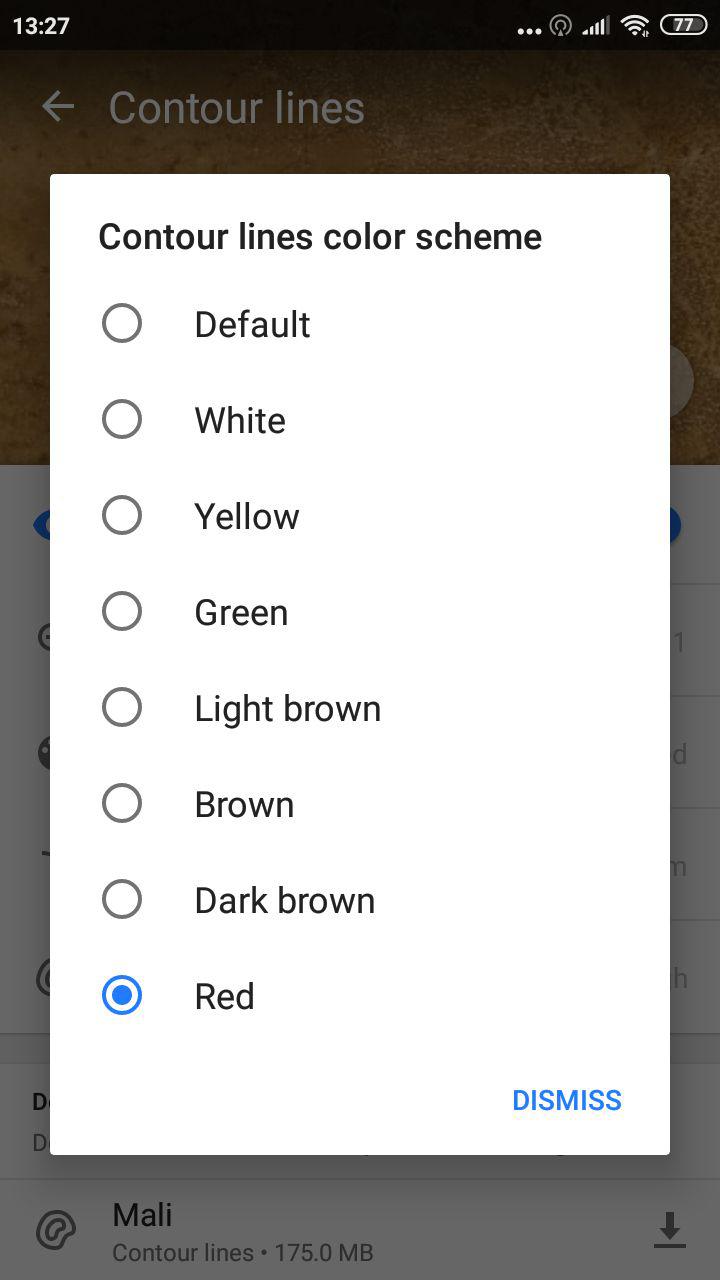 13:27
77
Contour lines
Contour lines color scheme
Default
White
Yellow
Green
1
Light brown
d
Brown
m
Dark brown
h
Red
DISMISS
D
D
Mali
Contour lines • 175.0 MB